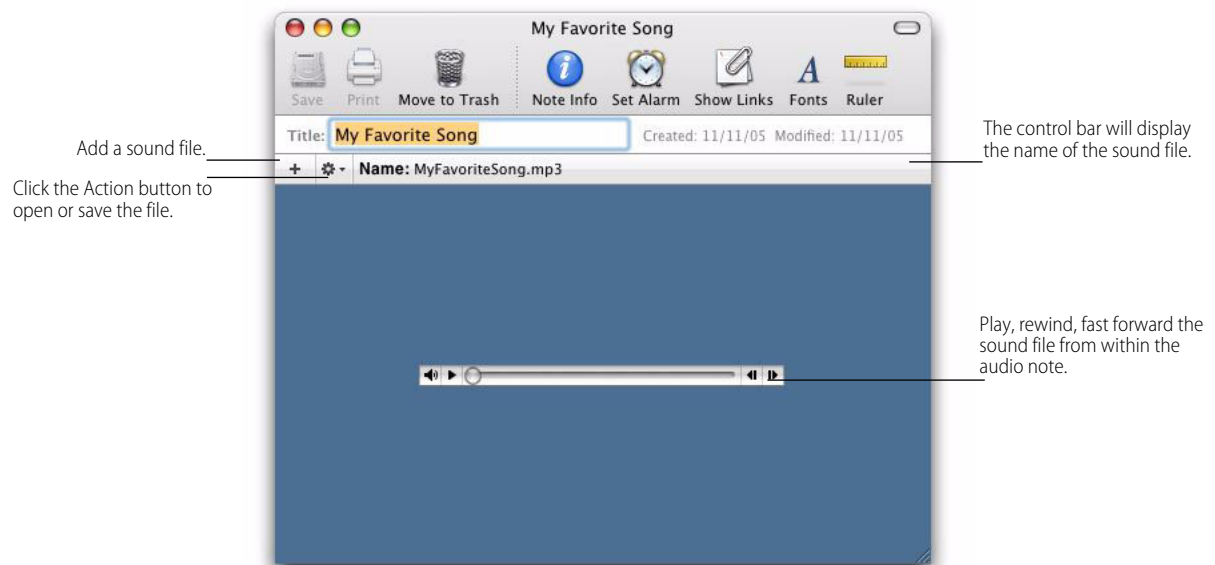 My Favorite Song
Save Print Move to Trash Note Info Set Alarm Show Links Fonts Ruler
Title: My Favorite Song Created: 11/11/05 Modified: 11/11/05
Name: MyFavoriteSong.mp3
Add a sound file.
Click the Action button to
open or save the file.
The control bar will display
the name of the sound file.
Play, rewind, fast forward the
sound file from within the
audio note.